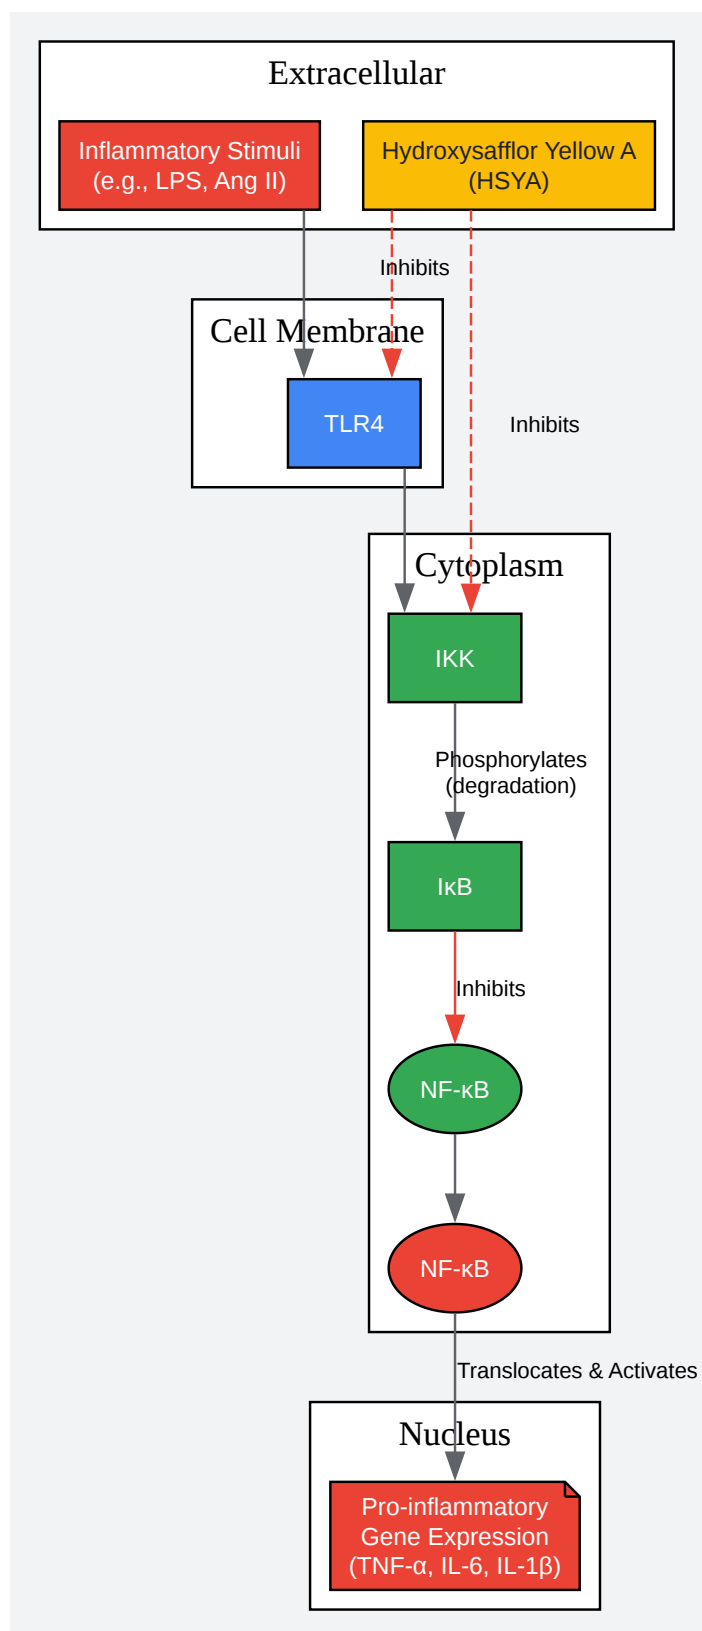 Extracellular
Inflammatory Stimuli
(e.g., LPS, Ang II)
Hydroxysafflor Yellow A
(HSYA)
Inhibits
Cell Membrane
TLR4
Inhibits
Cytoplasm
IKK
Phosphorylates
(degradation)
IκB
Inhibits
NF-κB
NF-κB
Translocates & Activates
Nucleus
Pro-inflammatory
Gene Expression
(TNF-α, IL-6, IL-1β)